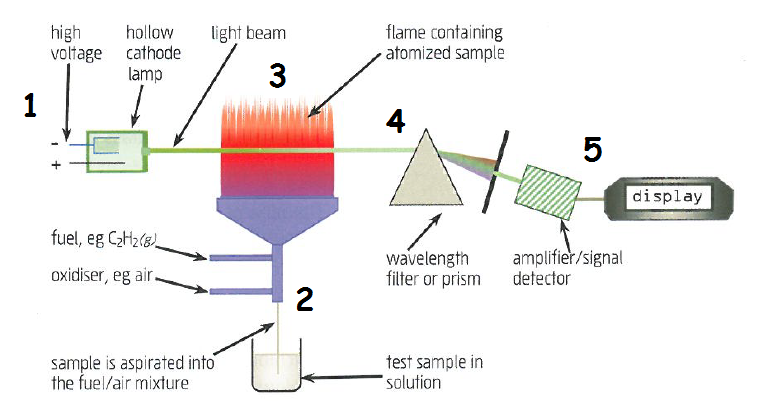 high
voltage
hollow
cathode
lamp
light beam
flame containing
atomized sample
1
3
4
5
-
+
display
fuel, eg C₂H₂(g)
oxidiser, eg air
wavelength
filter or prism
amplifier/signal
detector
2
sample is aspirated into
the fuel/air mixture
test sample in
solution